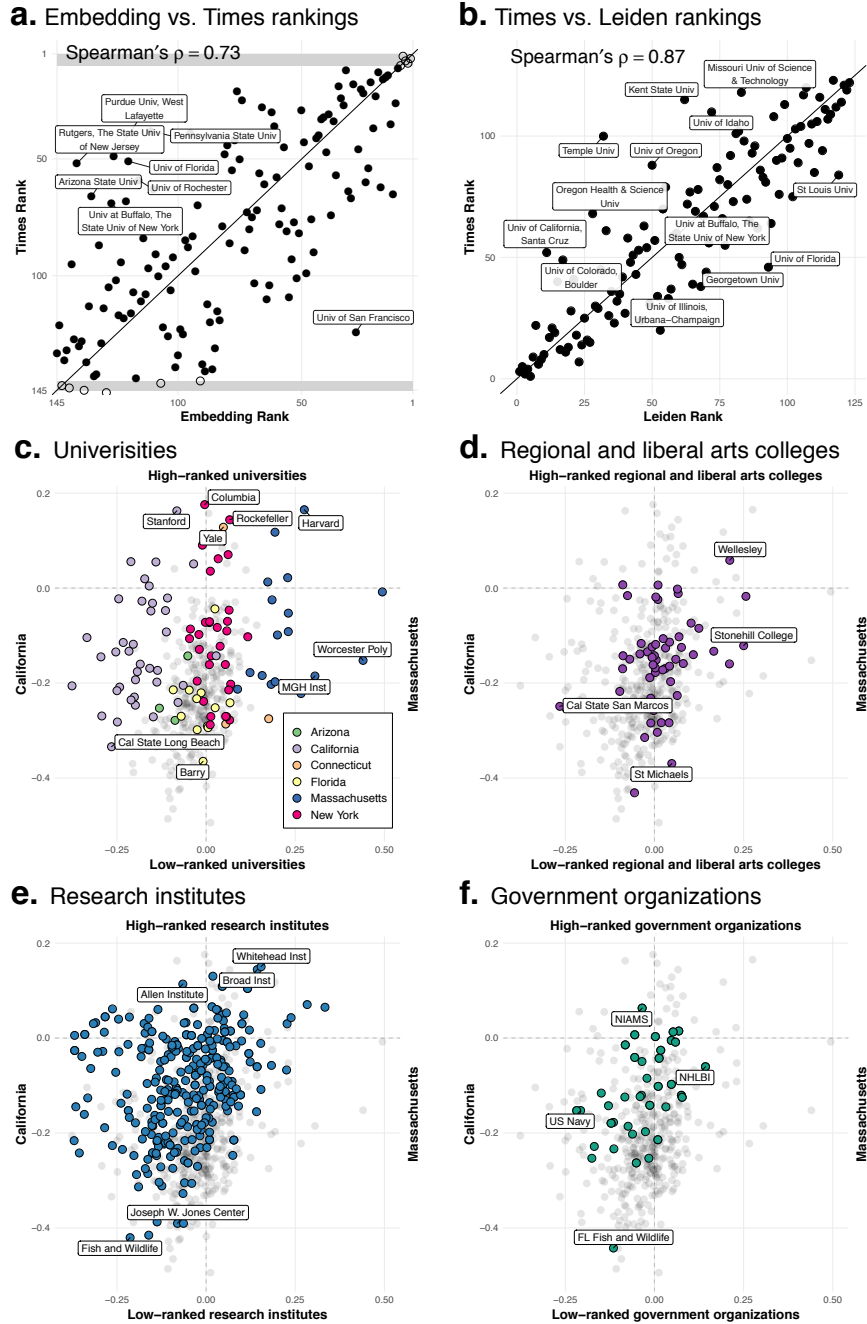 a. Embedding vs. Times rankings
Spearman's ρ = 0.73
Times Rank
1
50
100
145
Purdue Univ, West
Lafayette
Rutgers, The State Univ
of New Jersey
Pennsylvania State Univ
Univ of Florida
Arizona State Univ
Univ of Rochester
Univ at Buffalo, The
State Univ of New York
Univ of San Francisco
145
100
50
1
Embedding Rank
b. Times vs. Leiden rankings
Spearman's ρ = 0.87
Times Rank
100
50
0
Missouri Univ of Science
& Technology
Kent State Univ
Univ of Idaho
Temple Univ
Univ of Oregon
St Louis Univ
Oregon Health & Science
Univ
Univ at Buffalo, The
State Univ of New York
Univ of California,
Santa Cruz
Univ of Florida
Univ of Colorado,
Boulder
Georgetown Univ
Univ of Illinois,
Urbana−Champaign
0
25
50
75
100
125
Leiden Rank
c. Univerisities
High−ranked universities
California
Massachusetts
0.2
0.0
−0.2
−0.4
Columbia
Stanford
Rockefeller
Harvard
Yale
Worcester Poly
MGH Inst
Cal State Long Beach
Barry
Arizona
California
Connecticut
Florida
Massachusetts
New York
−0.25
0.00
0.25
0.50
Low−ranked universities
d. Regional and liberal arts colleges
High−ranked regional and liberal arts colleges
California
Massachusetts
0.2
0.0
−0.2
−0.4
Wellesley
Stonehill College
Cal State San Marcos
St Michaels
−0.25
0.00
0.25
0.50
Low−ranked regional and liberal arts colleges
e. Research institutes
High−ranked research institutes
California
Massachusetts
0.2
0.0
−0.2
−0.4
Whitehead Inst
Broad Inst
Allen Institute
Joseph W. Jones Center
Fish and Wildlife
−0.25
0.00
0.25
0.50
Low−ranked research institutes
f. Government organizations
High−ranked government organizations
California
Massachusetts
0.2
0.0
−0.2
−0.4
NIAMS
NHLBI
US Navy
FL Fish and Wildlife
−0.25
0.00
0.25
0.50
Low−ranked government organizations